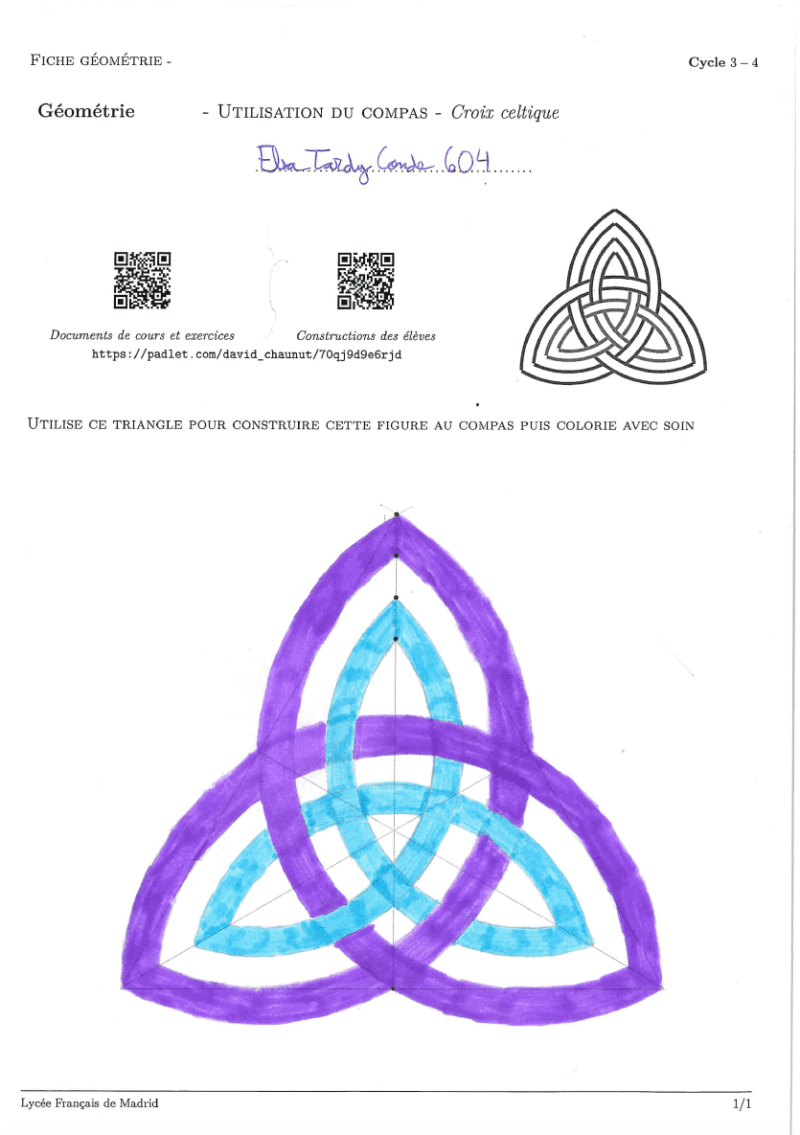 FICHE GÉOMÉTRIE -
Cycle 3 – 4
Géométrie - UTILISATION DU COMPAS - Croix celtique
Elsa Tardy Conde 604
Documents de cours et exercices
Constructions des élèves
https://padlet.com/david_chaunut/70qj9d9e6rjd
UTILISE CE TRIANGLE POUR CONSTRUIRE CETTE FIGURE AU COMPAS PUIS COLORIE AVEC SOIN
Lycée Français de Madrid
1/1